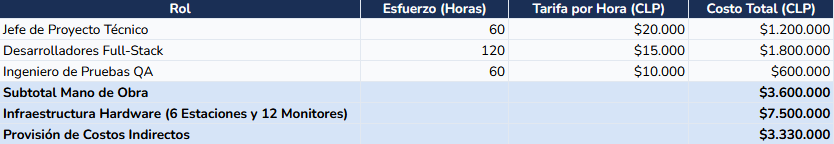 Rol Esfuerzo (Horas) Tarifa por Hora (CLP) Costo Total (CLP)
Jefe de Proyecto Técnico 60 $20.000 $1.200.000
Desarrolladores Full-Stack 120 $15.000 $1.800.000
Ingeniero de Pruebas QA 60 $10.000 $600.000
Subtotal Mano de Obra $3.600.000
Infraestructura Hardware (6 Estaciones y 12 Monitores) $7.500.000
Provisión de Costos Indirectos $3.330.000